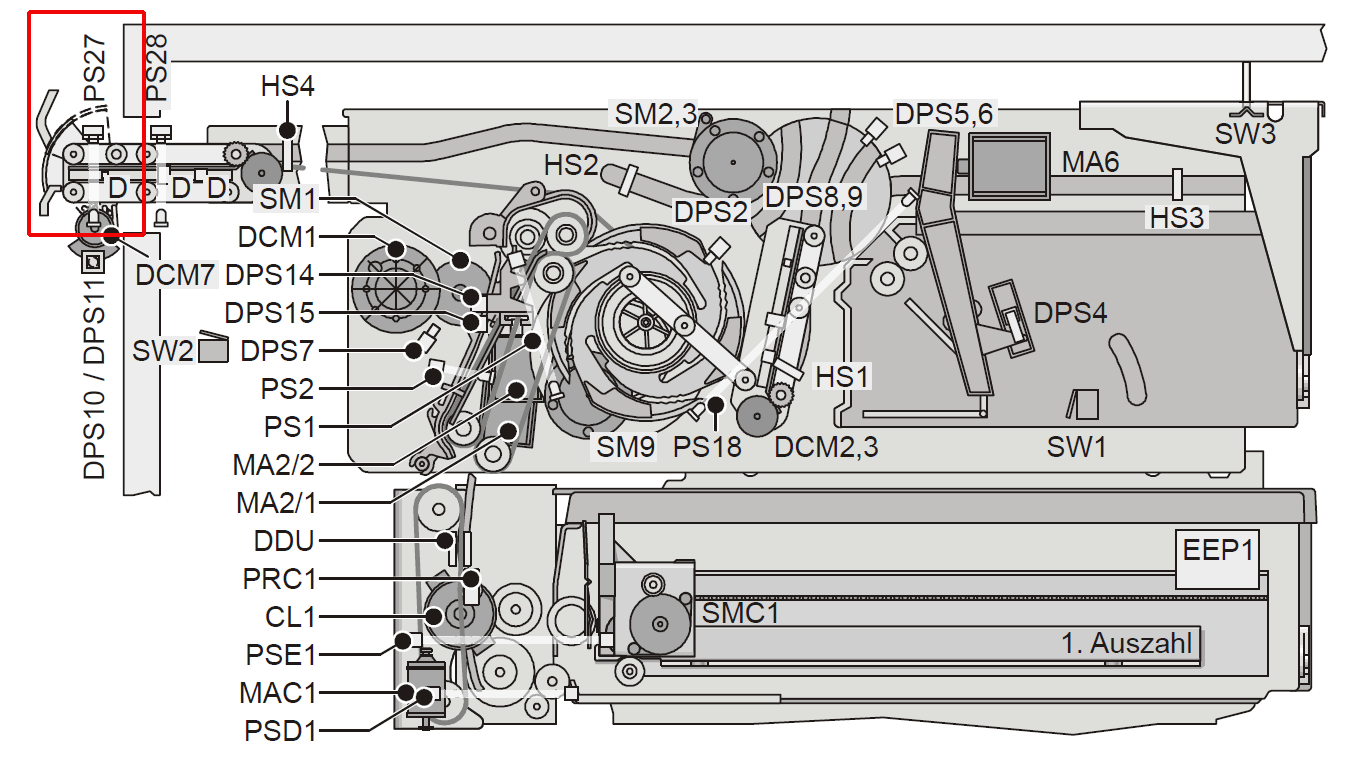 PS27
PS28
HS4
SM2,3
DPS5,6
SW3
HS2
MA6
D
D
D
SM1
DPS2
DPS8,9
HS3
DCM1
DCM7
DPS14
DPS15
DPS4
DPS10 / DPS11
SW2
DPS7
PS2
HS1
PS1
SM9
PS18
DCM2,3
SW1
MA2/2
MA2/1
DDU
EEP1
PRC1
CL1
SMC1
1. Auszahl
PSE1
MAC1
PSD1